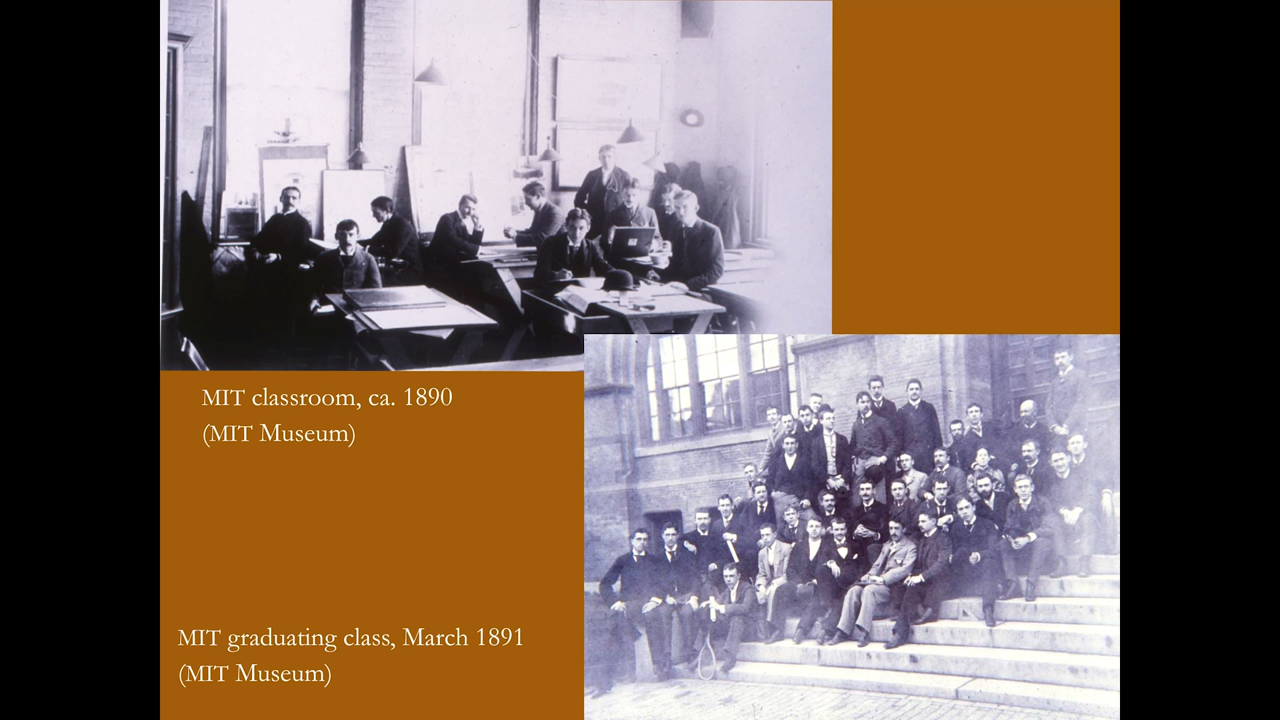 MIT classroom, ca. 1890
(MIT Museum)
MIT graduating class, March 1891
(MIT Museum)